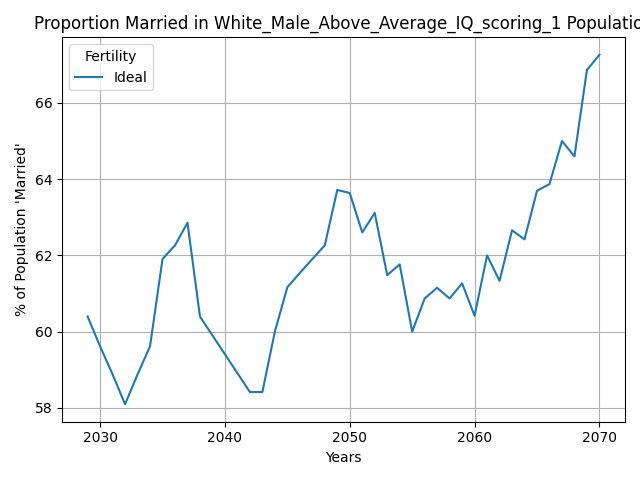 Proportion Married in White_Male_Above_Average_IQ_scoring_1 Populatio
Fertility
Ideal
% of Population 'Married'
66
64
62
60
58
2030 2040 2050 2060 2070
Years